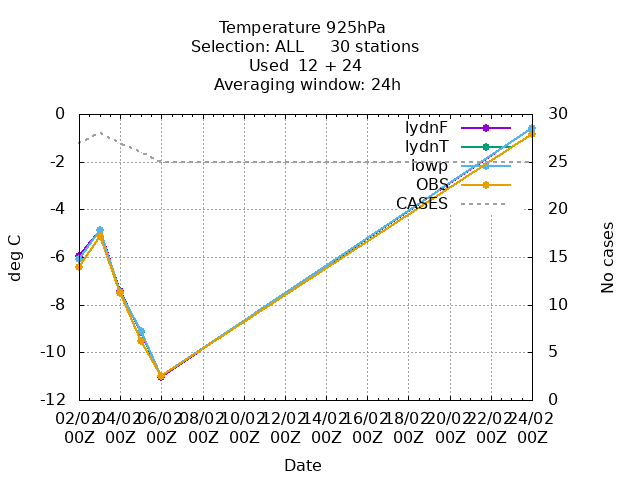 Temperature 925hPa
Selection: ALL     30 stations
Used  12 + 24
Averaging window: 24h
0
-2
-4
-6
-8
-10
-12
deg C
30
25
20
15
10
5
0
No cases
lydnF
lydnT
lowp
OBS
CASES
02/02 04/02 06/02 08/02 10/02 12/02 14/02 16/02 18/02 20/02 22/02 24/02
00Z 00Z 00Z 00Z 00Z 00Z 00Z 00Z 00Z 00Z 00Z 00Z
Date